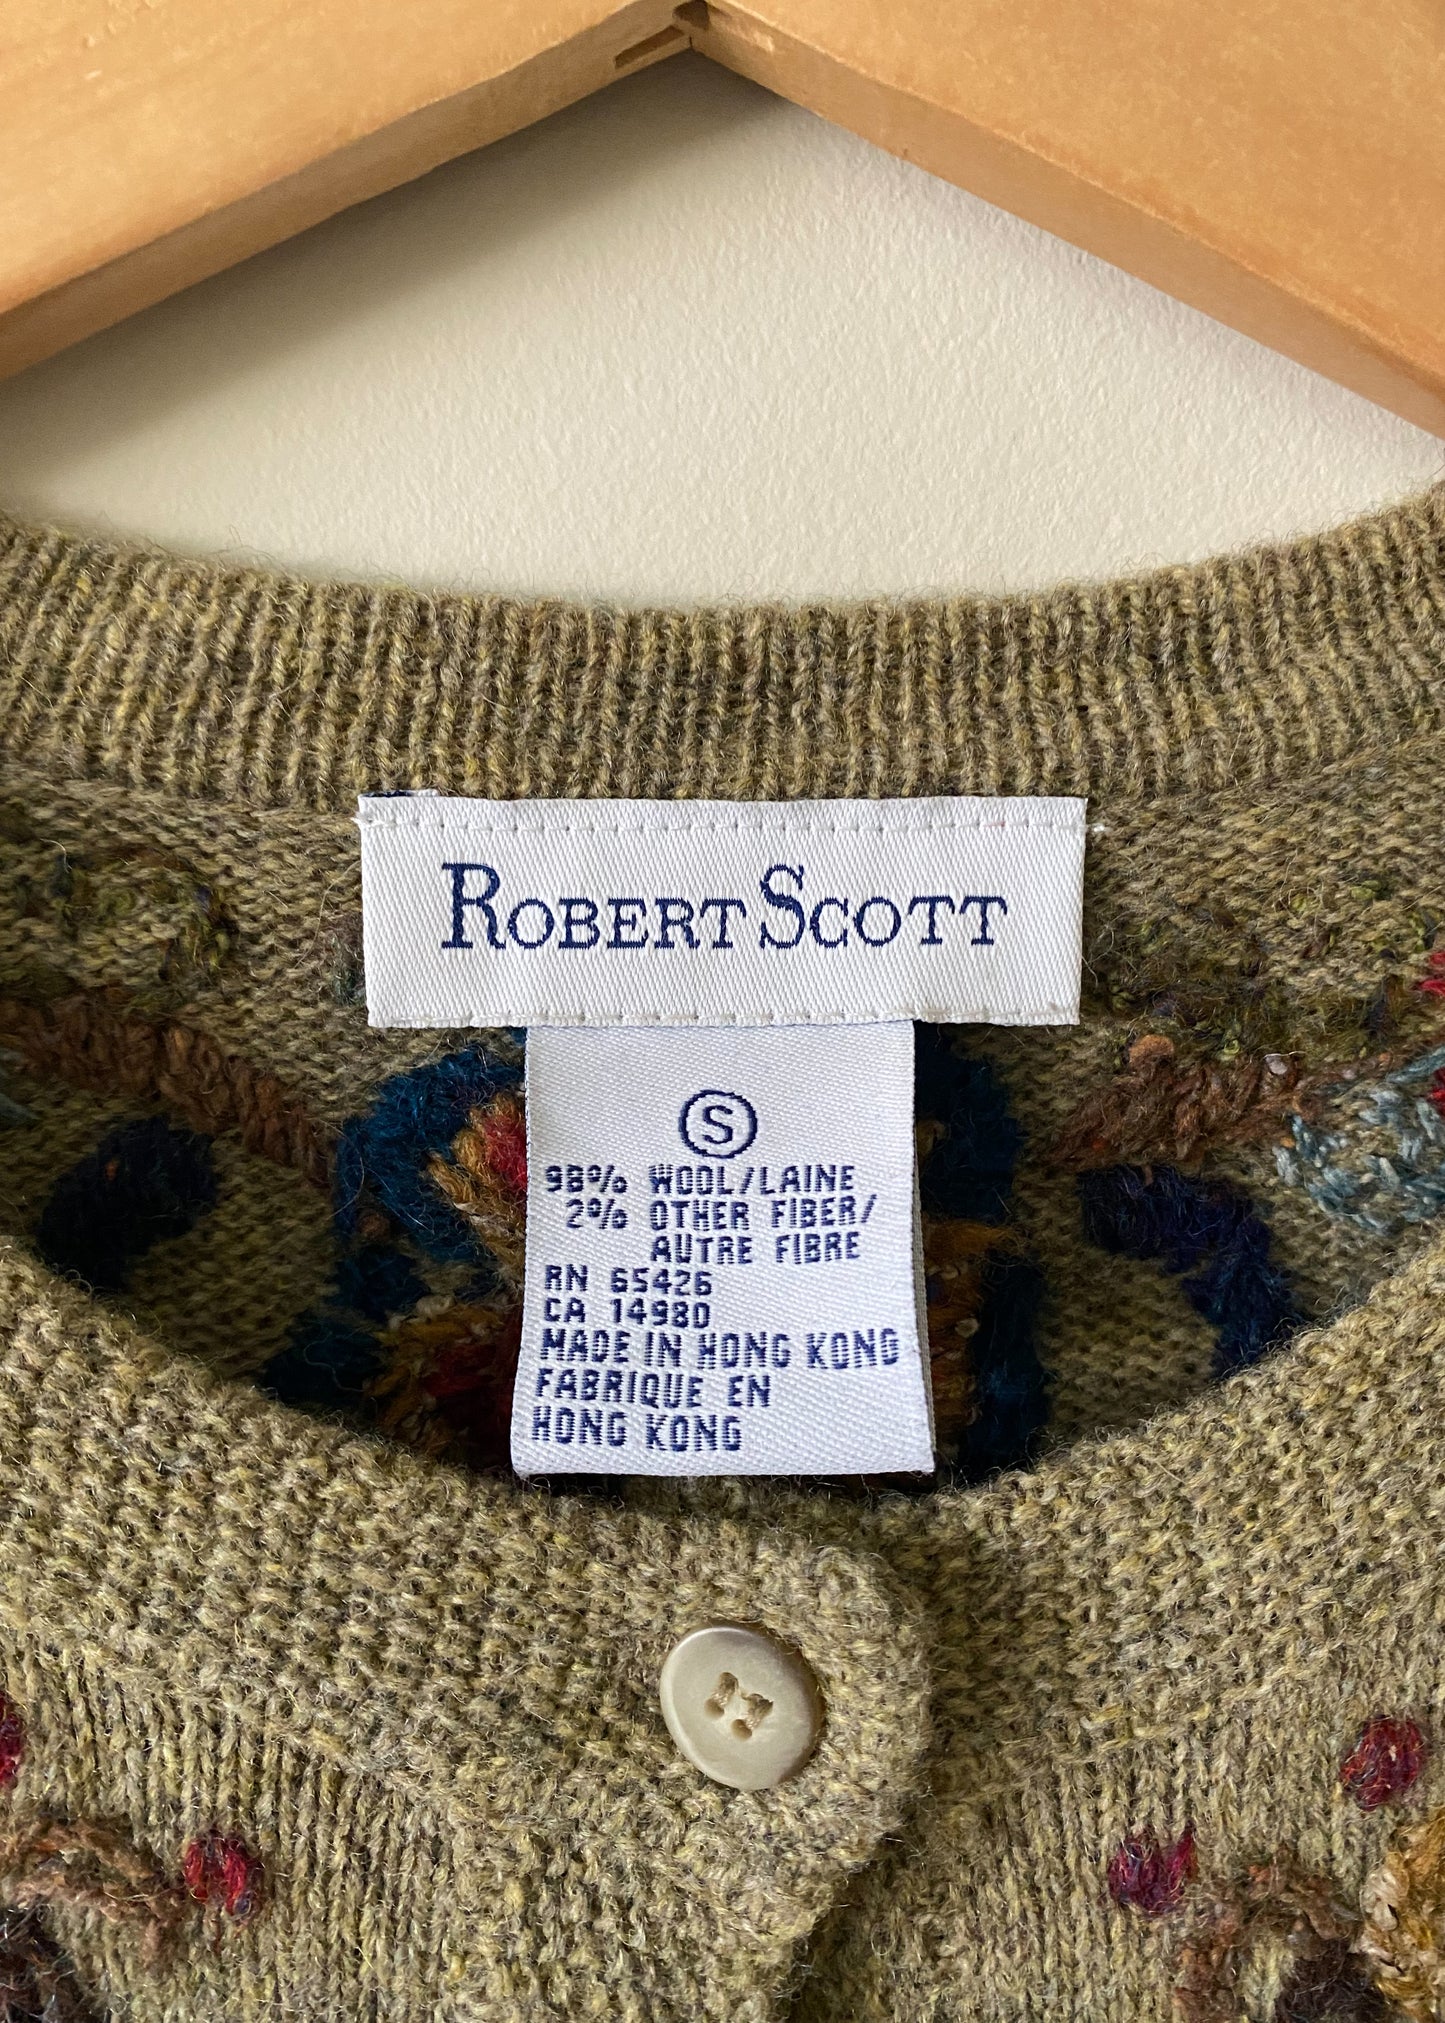 ROBERT SCOTT
S
98% WOOL/LAINE
2% OTHER FIBER/
AUTRE FIBRE
RN 65426
CA 14980
MADE IN HONG KONG
FABRIQUE EN
HONG KONG